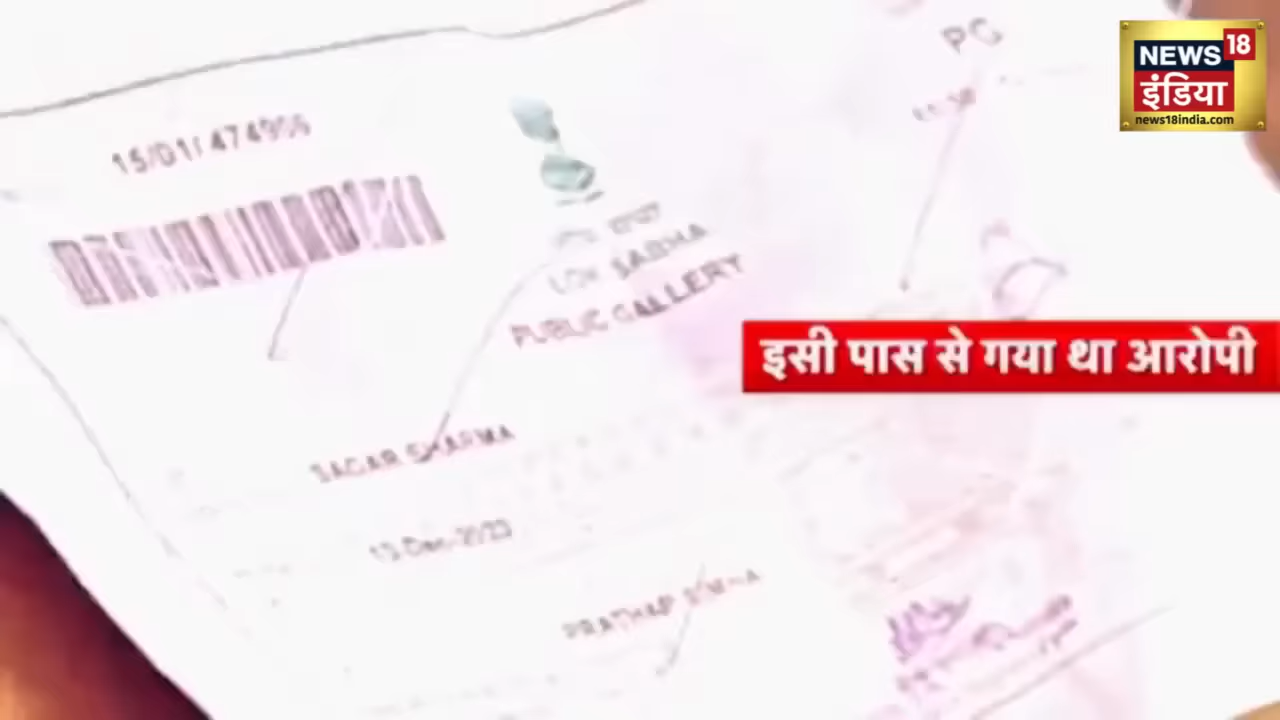 NEWS 18
इंडिया
news18india.com
PG
15/01/474966
LOK SABHA
PUBLIC GALLERY
इसी पास से गया था आरोपी
SAGAR SHARMA
13-Dec-2023
PRATHAP SIMHA